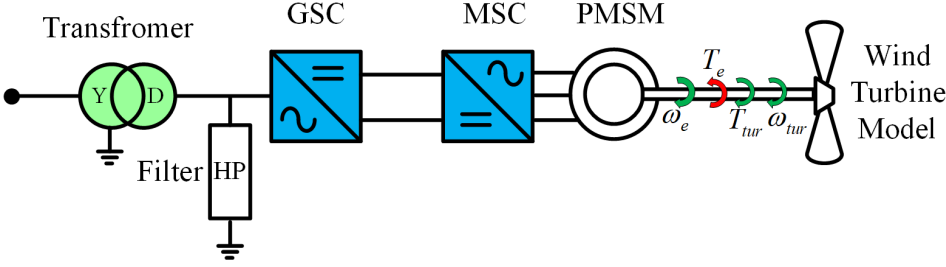 GSC
MSC
PMSM
Transfromer
Wind
Turbine
Model
Y
D
T_e
ω_e
T_tur
ω_tur
Filter
HP